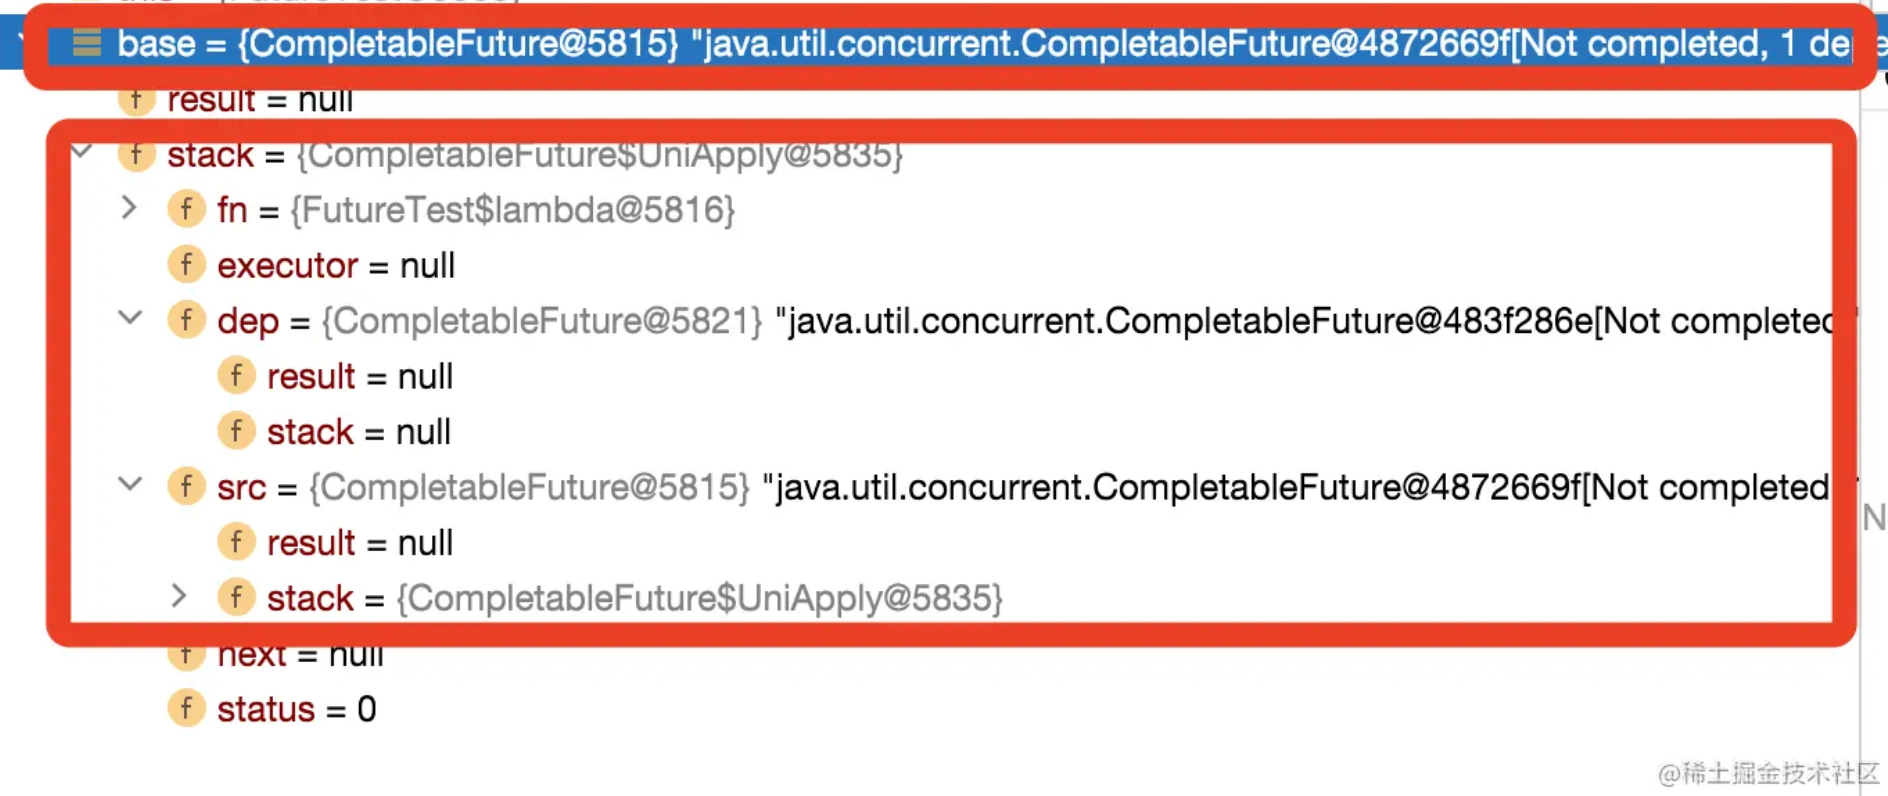 base = {CompletableFuture@5815} "java.util.concurrent.CompletableFuture@4872669f[Not completed, 1 de
result = null
stack = {CompletableFuture$UniApply@5835}
fn = {FutureTest$lambda@5816}
executor = null
dep = {CompletableFuture@5821} "java.util.concurrent.CompletableFuture@483f286e[Not completed
result = null
stack = null
src = {CompletableFuture@5815} "java.util.concurrent.CompletableFuture@4872669f[Not completed
result = null
stack = {CompletableFuture$UniApply@5835}
next = null
status = 0
@稀土掘金技术社区